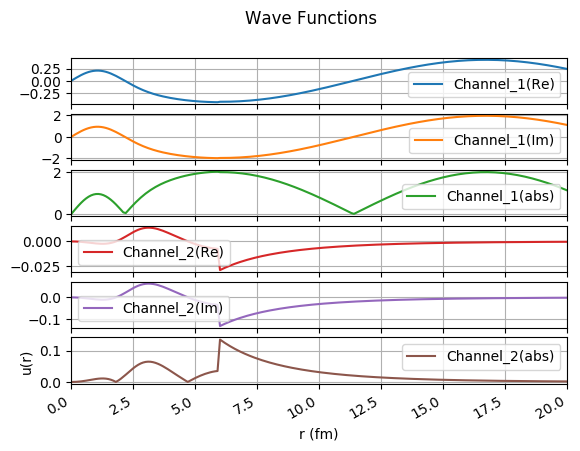 Wave Functions
0.25
0.00
−0.25
Channel_1(Re)
2
0
−2
Channel_1(Im)
2
0
Channel_1(abs)
0.000
−0.025
Channel_2(Re)
0.0
−0.1
Channel_2(Im)
0.1
0.0
Channel_2(abs)
u(r)
0.0 2.5 5.0 7.5 10.0 12.5 15.0 17.5 20.0
r (fm)